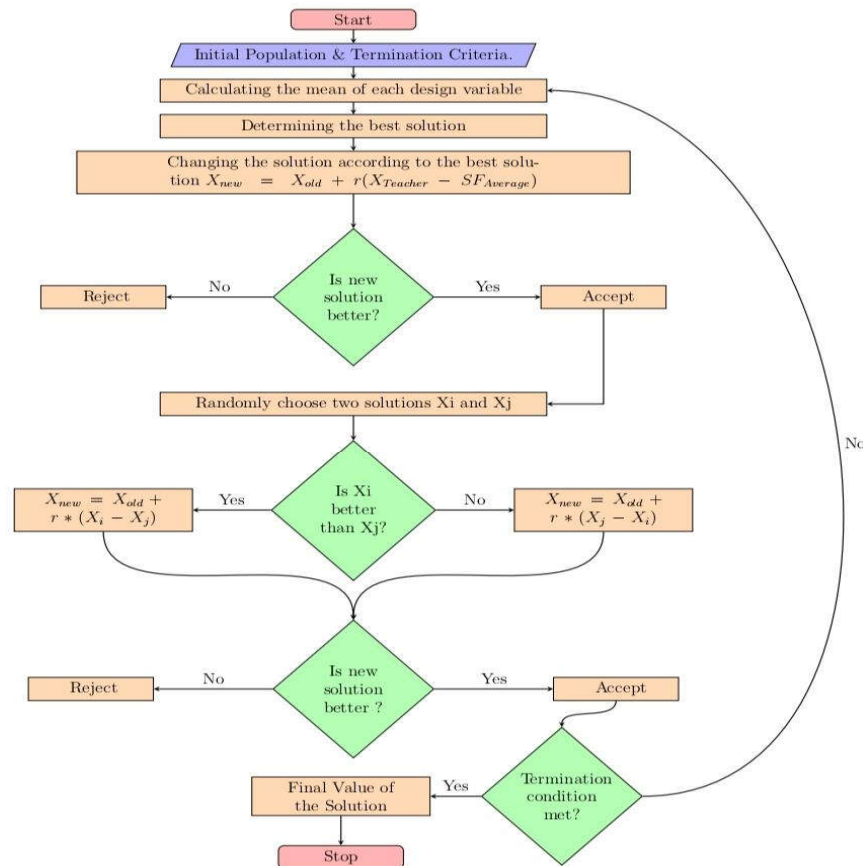 Start
Initial Population & Termination Criteria.
Calculating the mean of each design variable
Determining the best solution
Changing the solution according to the best solu-
tion X_new = X_old + r(X_Teacher − SF_Average)
Is new
solution
better?
No
Yes
Reject
Accept
Randomly choose two solutions Xi and Xj
Is Xi
better
than Xj?
Yes
No
X_new = X_old +
r ∗ (X_i − X_j)
X_new = X_old +
r ∗ (X_j − X_i)
No
Is new
solution
better ?
No
Yes
Reject
Accept
Termination
condition
met?
Yes
Final Value of
the Solution
Stop